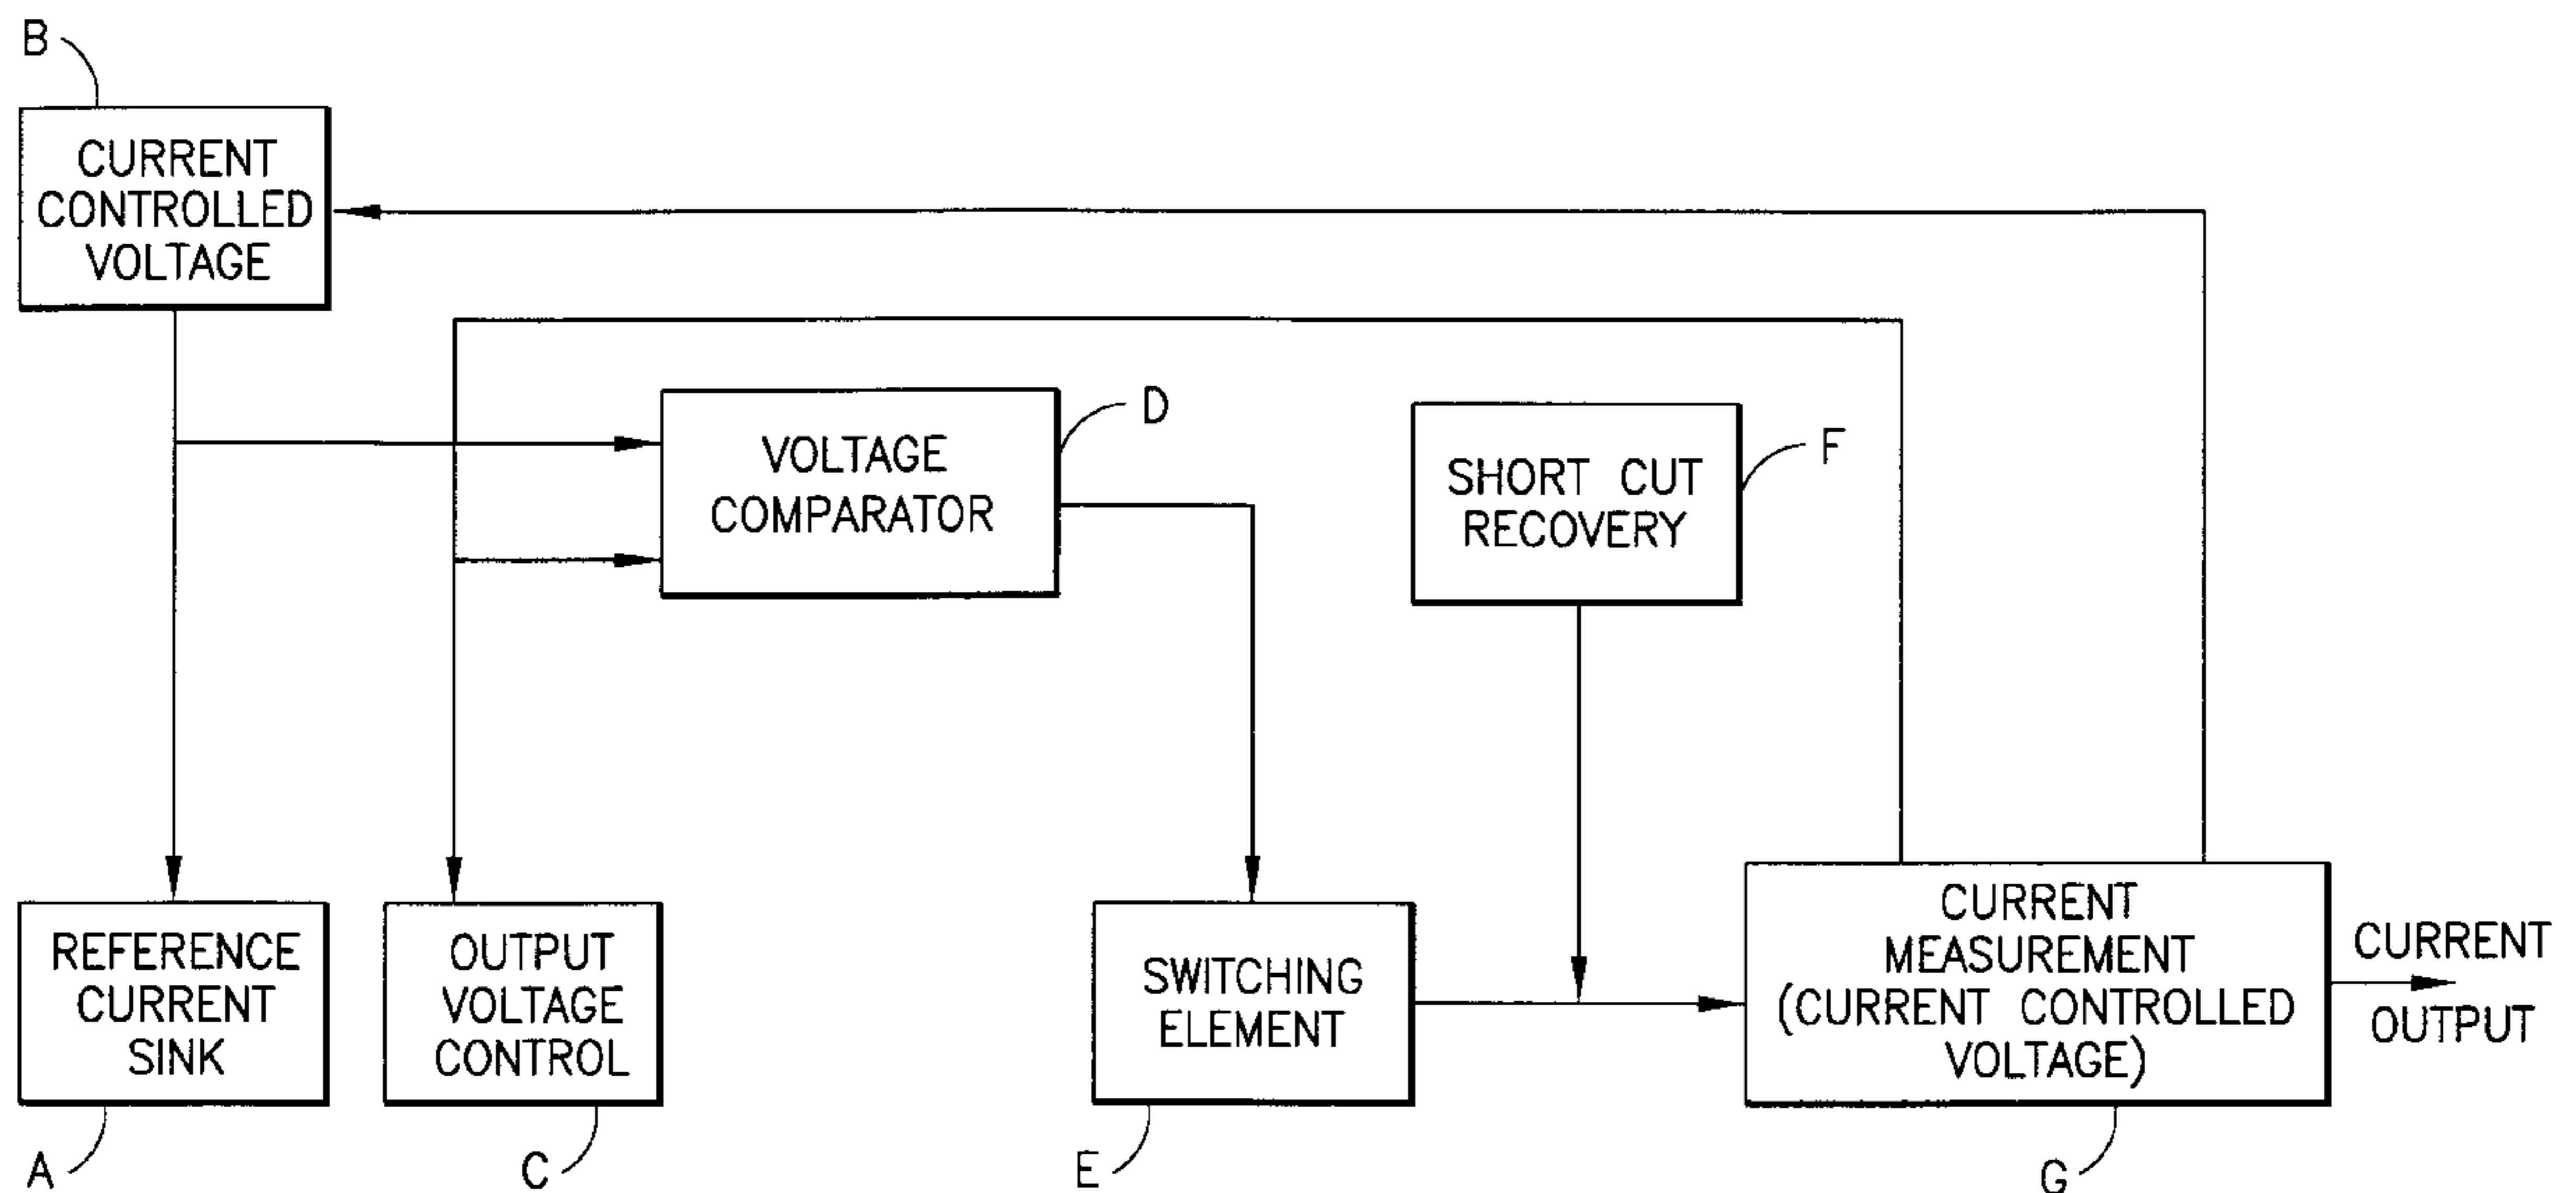 B
CURRENT
CONTROLLED
VOLTAGE
VOLTAGE
COMPARATOR
D
SHORT CUT
RECOVERY
F
REFERENCE
CURRENT
SINK
A
OUTPUT
VOLTAGE
CONTROL
C
SWITCHING
ELEMENT
E
CURRENT
MEASUREMENT
(CURRENT CONTROLLED
VOLTAGE)
G
CURRENT
OUTPUT